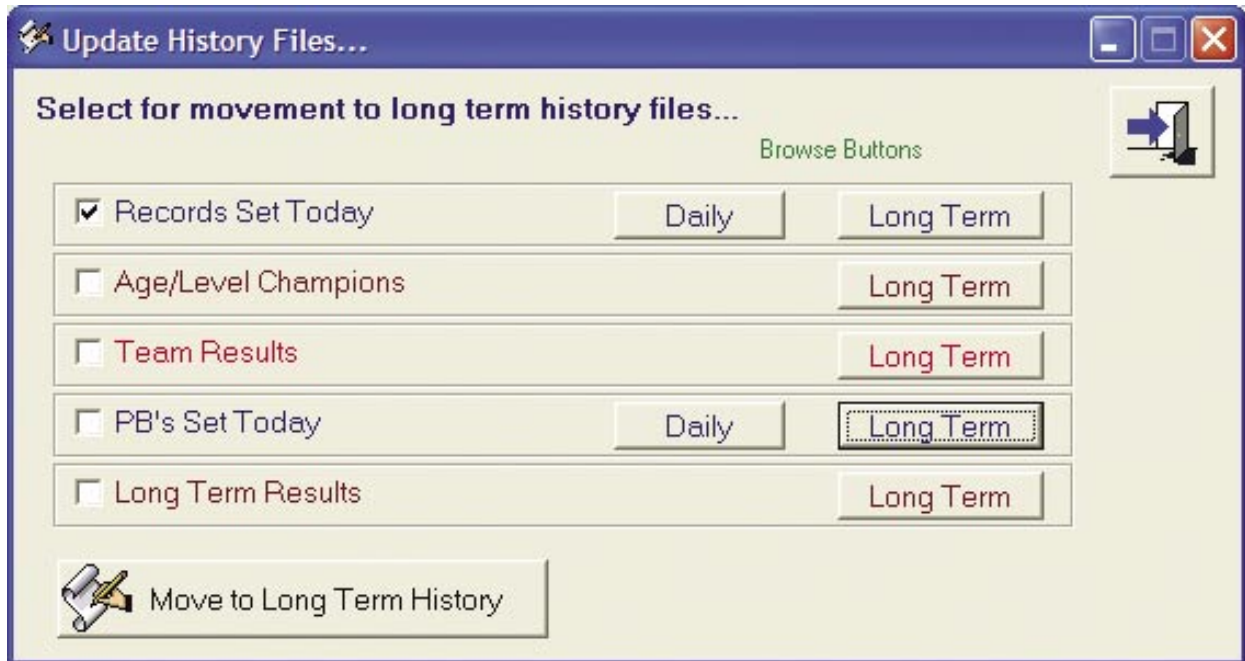 Update History Files...
Select for movement to long term history files...
Browse Buttons
Records Set Today Daily Long Term
Age/Level Champions Long Term
Team Results Long Term
PB's Set Today Daily Long Term
Long Term Results Long Term
Move to Long Term History